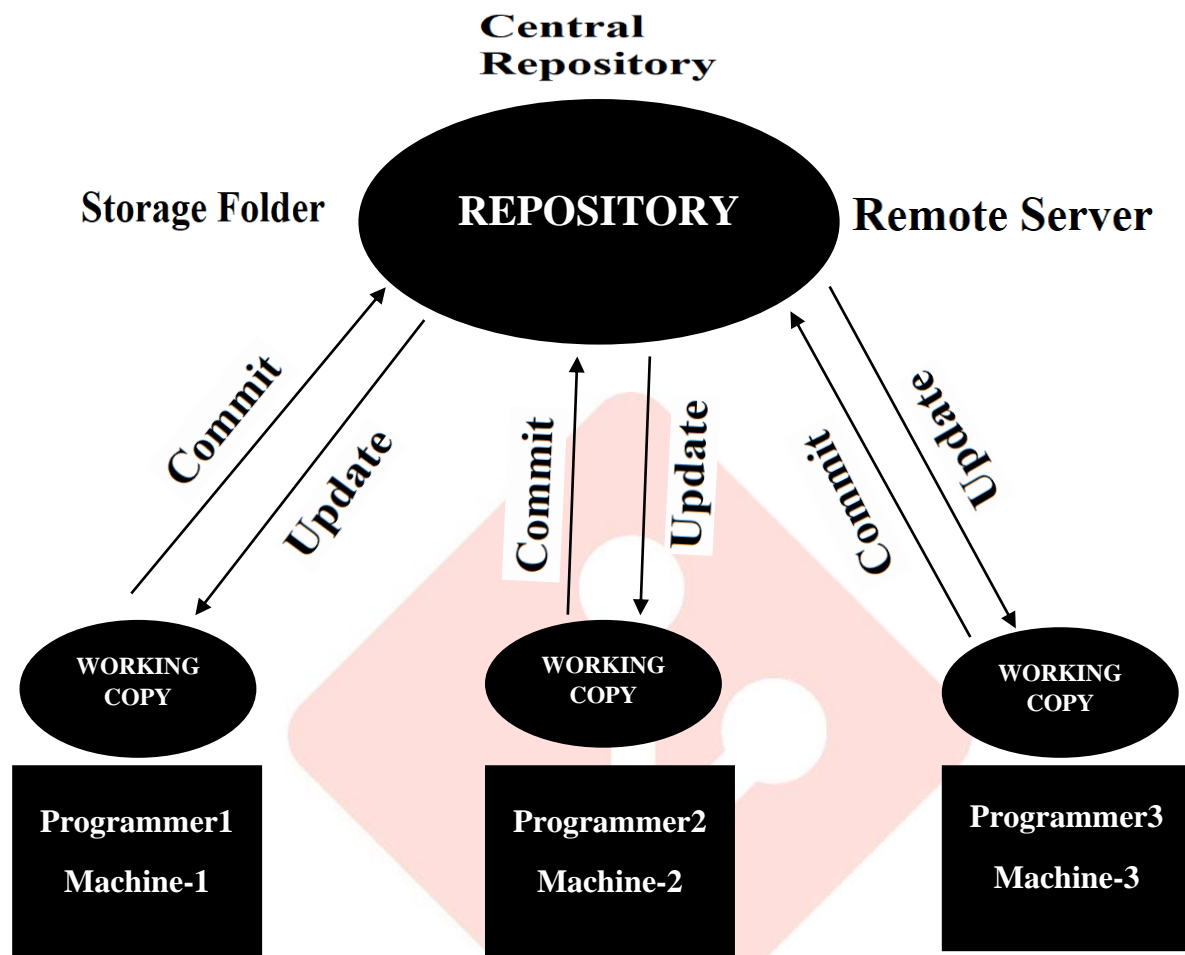 Central
Repository
Storage Folder
REPOSITORY
Remote Server
Commit
Update
Commit
Update
Commit
Update
WORKING
COPY
WORKING
COPY
WORKING
COPY
Programmer1
Machine-1
Programmer2
Machine-2
Programmer3
Machine-3